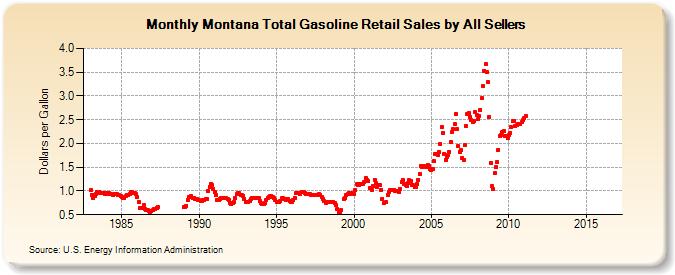 Monthly Montana Total Gasoline Retail Sales by All Sellers
Dollars per Gallon
4.0
3.5
3.0
2.5
2.0
1.5
1.0
0.5
1985 1990 1995 2000 2005 2010 2015
Source: U.S. Energy Information Administration